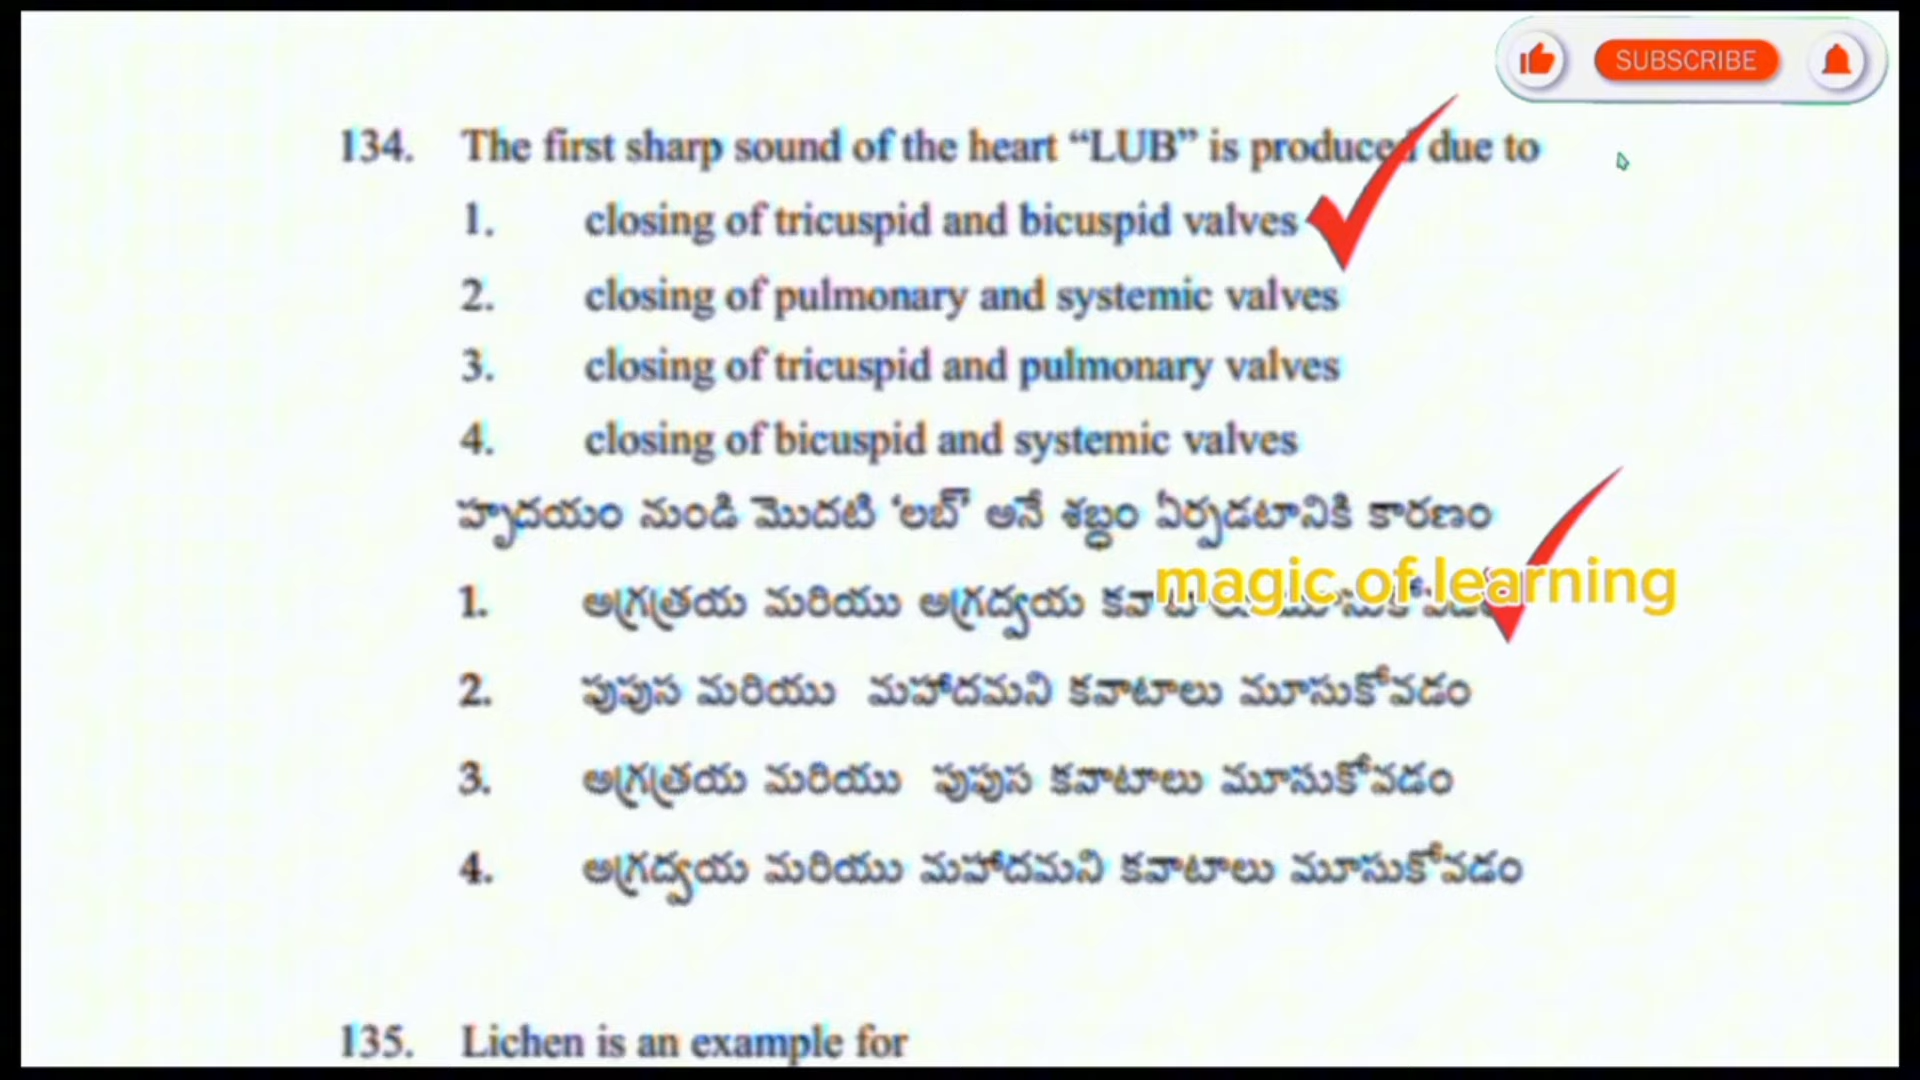 SUBSCRIBE
134. The first sharp sound of the heart “LUB” is produced due to
1. closing of tricuspid and bicuspid valves
2. closing of pulmonary and systemic valves
3. closing of tricuspid and pulmonary valves
4. closing of bicuspid and systemic valves
హృదయం నుండి మొదటి ‘లబ్’ అనే శబ్దం ఏర్పడటానికి కారణం
magic of learning
1. అగ్రత్రయ మరియు అగ్రద్వయ
2. పుపుస మరియు మహాదమని కవాటాలు మూసుకోవడం
3. అగ్రత్రయ మరియు పుపుస కవాటాలు మూసుకోవడం
4. అగ్రద్వయ మరియు మహాదమని కవాటాలు మూసుకోవడం
135. Lichen is an example for